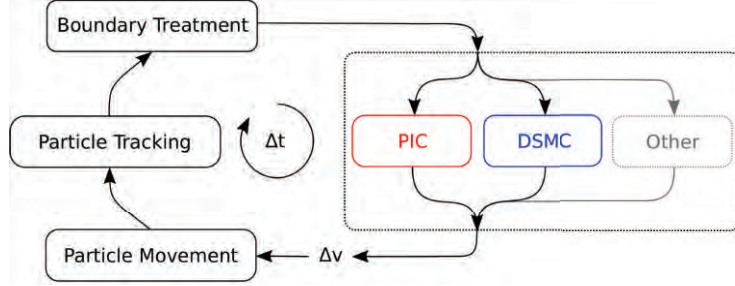 Boundary Treatment
Particle Tracking
Δt
PIC
DSMC
Other
Particle Movement
Δv